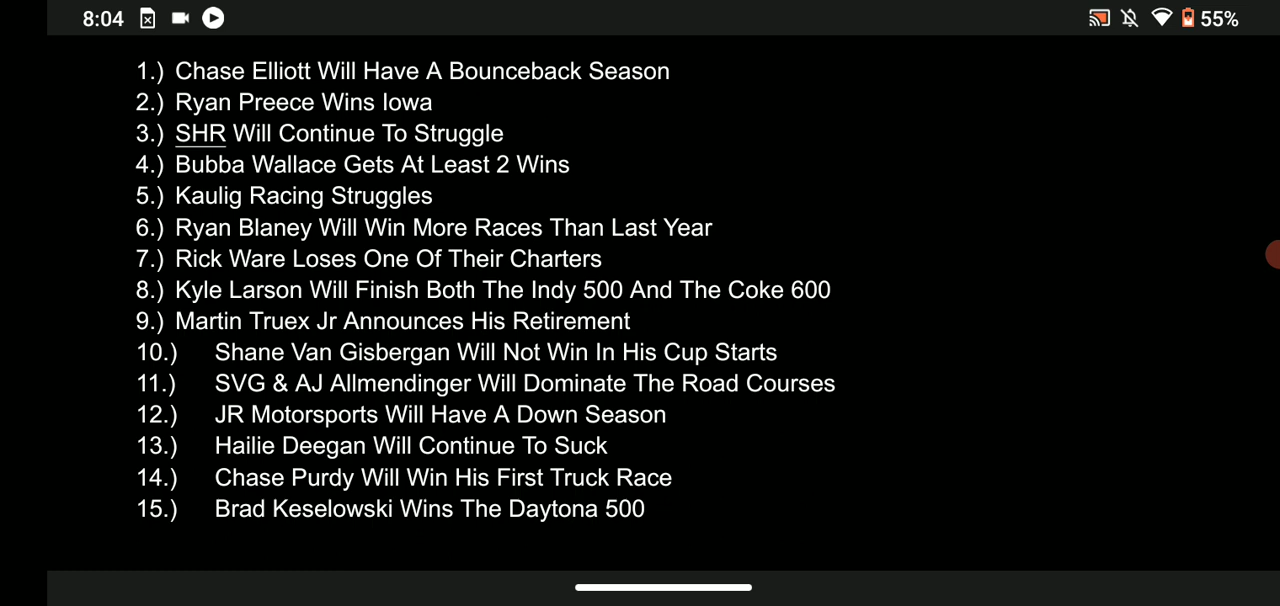 8:04
55%
1.) Chase Elliott Will Have A Bounceback Season
2.) Ryan Preece Wins Iowa
3.) SHR Will Continue To Struggle
4.) Bubba Wallace Gets At Least 2 Wins
5.) Kaulig Racing Struggles
6.) Ryan Blaney Will Win More Races Than Last Year
7.) Rick Ware Loses One Of Their Charters
8.) Kyle Larson Will Finish Both The Indy 500 And The Coke 600
9.) Martin Truex Jr Announces His Retirement
10.) Shane Van Gisbergan Will Not Win In His Cup Starts
11.) SVG & AJ Allmendinger Will Dominate The Road Courses
12.) JR Motorsports Will Have A Down Season
13.) Hailie Deegan Will Continue To Suck
14.) Chase Purdy Will Win His First Truck Race
15.) Brad Keselowski Wins The Daytona 500